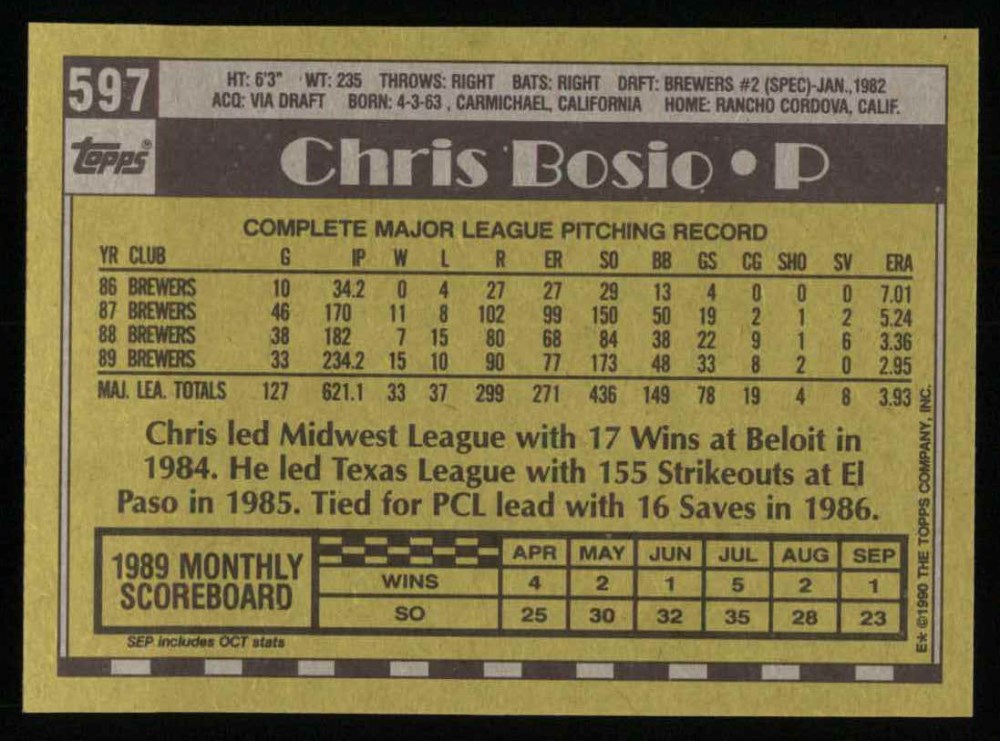 597
HT: 6'3" WT: 235 THROWS: RIGHT BATS: RIGHT DRFT: BREWERS #2 (SPEC)-JAN., 1982
ACQ: VIA DRAFT BORN: 4-3-63 , CARMICHAEL, CALIFORNIA HOME: RANCHO CORDOVA, CALIF.
topps®
Chris Bosio • P
COMPLETE MAJOR LEAGUE PITCHING RECORD
YR CLUB G IP W L R ER SO BB GS CG SHO SV ERA
86 BREWERS 10 34.2 0 4 27 27 29 13 4 0 0 0 7.01
87 BREWERS 46 170 11 8 102 99 150 50 19 2 1 2 5.24
88 BREWERS 38 182 7 15 80 68 84 38 22 9 1 6 3.36
89 BREWERS 33 234.2 15 10 90 77 173 48 33 8 2 0 2.95
MAJ. LEA. TOTALS 127 621.1 33 37 299 271 436 149 78 19 4 8 3.93
Chris led Midwest League with 17 Wins at Beloit in
1984. He led Texas League with 155 Strikeouts at El
Paso in 1985. Tied for PCL lead with 16 Saves in 1986.
1989 MONTHLY
SCOREBOARD
APR MAY JUN JUL AUG SEP
WINS 4 2 1 5 2 1
SO 25 30 32 35 28 23
SEP includes OCT stats
E* ©1990 THE TOPPS COMPANY, INC.